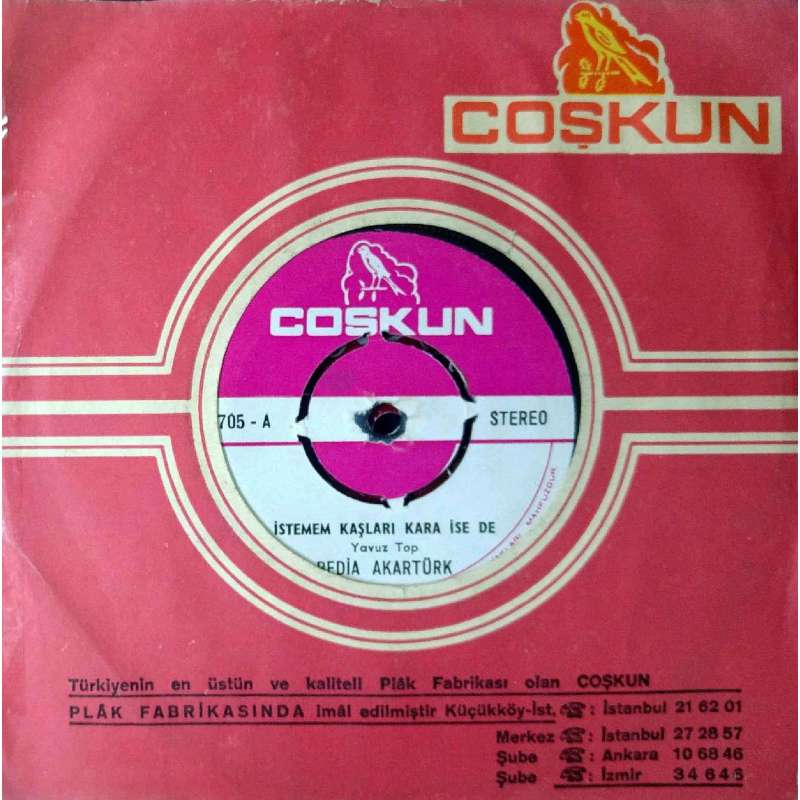 COŞKUN
COŞKUN
705 - A STEREO
İSTEMEM KAŞLARI KARA İSE DE
Yavuz Top
BEDİA AKARTÜRK
MAHFUZDUR
Türkiyenin en üstün ve kaliteli Plâk Fabrikası olan COŞKUN
PLÂK FABRİKASINDA imâl edilmiştir Küçükköy-İst, ☎: İstanbul 21 62 01
Merkez ☎: İstanbul 27 28 57
Şube ☎: Ankara 10 68 46
Şube ☎: İzmir 34 646